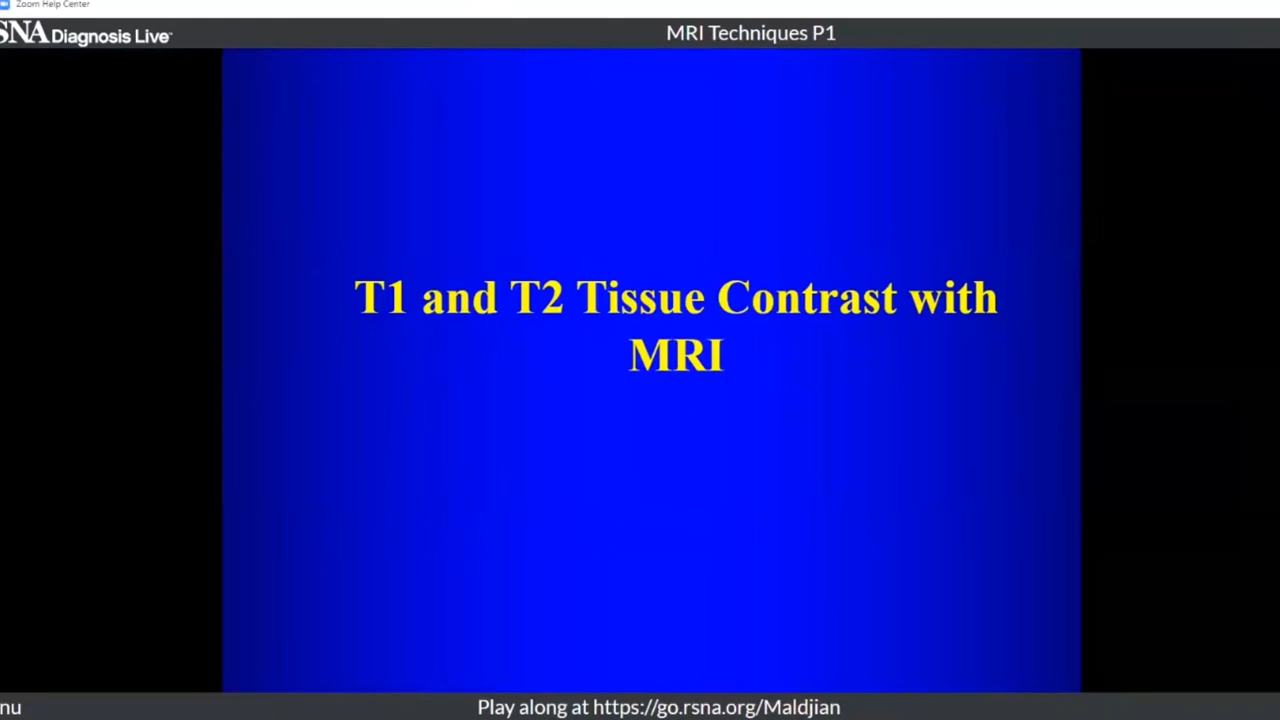 Zoom Help Center
SNA Diagnosis Live™
MRI Techniques P1
T1 and T2 Tissue Contrast with
MRI
nu
Play along at https://go.rsna.org/Maldjian